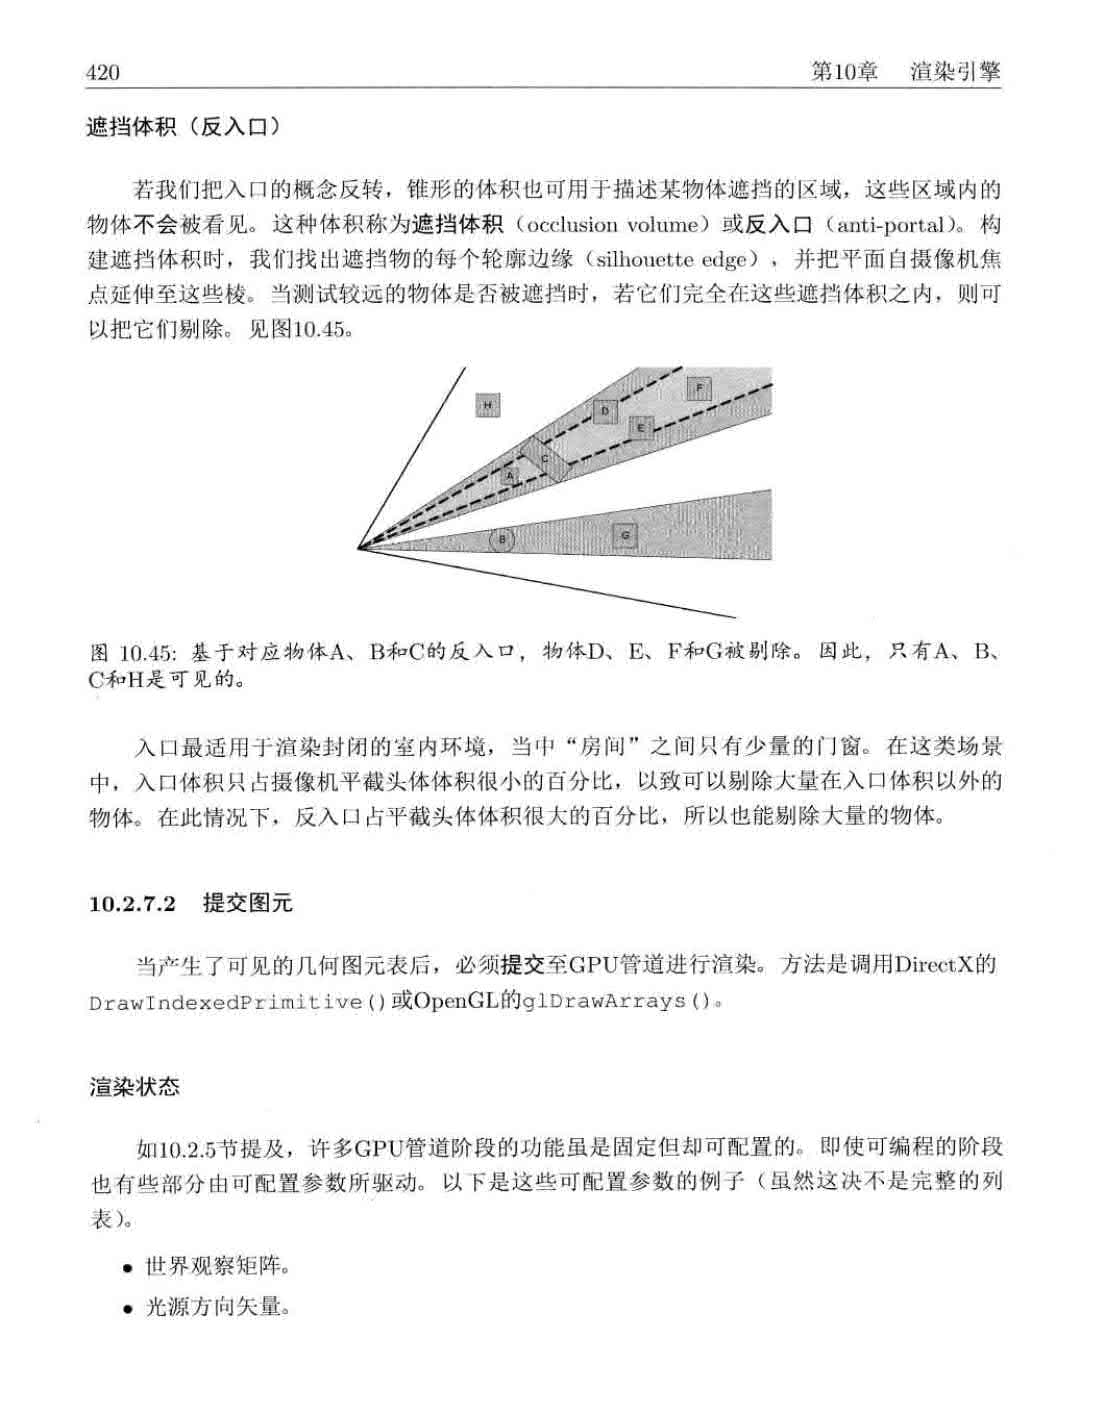 420 第10章 渲染引擎
遮挡体积（反入口）
若我们把入口的概念反转，锥形的体积也可用于描述某物体遮挡的区域，这些区域内的
物体不会被看见。这种体积称为遮挡体积（occlusion volume）或反入口（anti-portal）。构
建遮挡体积时，我们找出遮挡物的每个轮廓边缘（silhouette edge），并把平面自摄像机焦
点延伸至这些棱。当测试较远的物体是否被遮挡时，若它们完全在这些遮挡体积之内，则可
以把它们剔除。见图10.45。
H
F
D
E
C
A
B
G
图 10.45: 基于对应物体A、B和C的反入口，物体D、E、F和G被剔除。因此，只有A、B、
C和H是可见的。
入口最适用于渲染封闭的室内环境，当中“房间”之间只有少量的门窗。在这类场景
中，入口体积只占摄像机平截头体体积很小的百分比，以致可以剔除大量在入口体积以外的
物体。在此情况下，反入口占平截头体体积很大的百分比，所以也能剔除大量的物体。
10.2.7.2 提交图元
当产生了可见的几何图元表后，必须提交至GPU管道进行渲染。方法是调用DirectX的
DrawIndexedPrimitive()或OpenGL的glDrawArrays()。
渲染状态
如10.2.5节提及，许多GPU管道阶段的功能虽是固定但却可配置的。即使可编程的阶段
也有些部分由可配置参数所驱动。以下是这些可配置参数的例子（虽然这决不是完整的列
表）。
• 世界观察矩阵。
• 光源方向矢量。